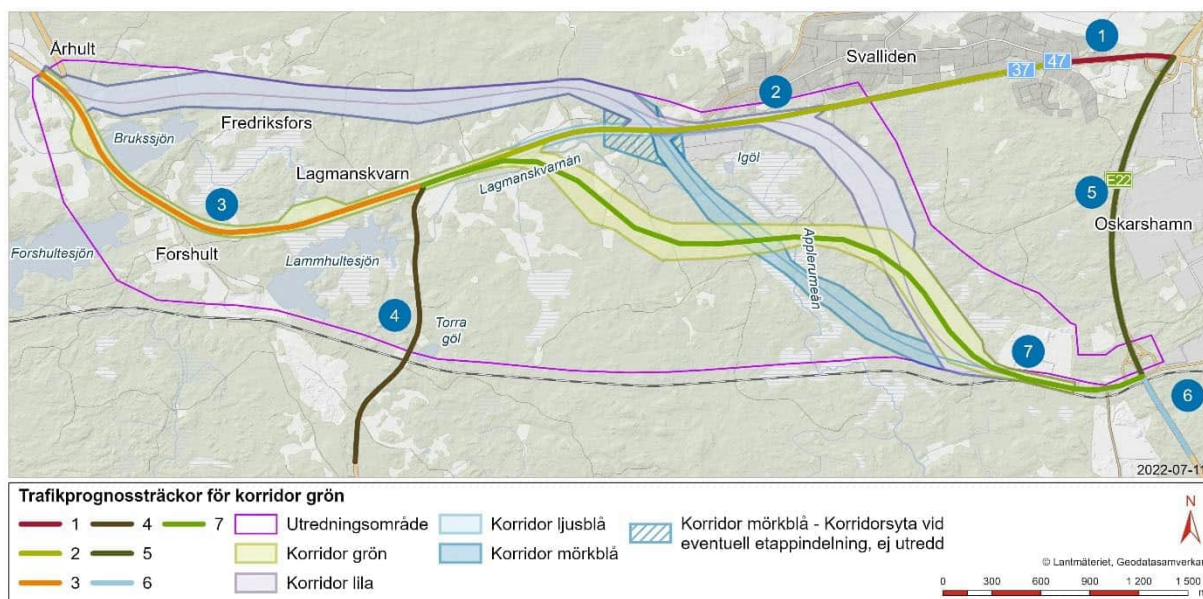 Århult
Svalliden
1
47
37
2
Brukssjön
Fredriksfors
Lagmanskvarn
Lagmanskvarnån
Igöl
3
5
E22
Forshultesjön
Forshult
Lammhultesjön
Applerumeån
Oskarshamn
4
Torra
göl
7
6
2022-07-11
Trafikprognossträckor för korridor grön
1 4 7 Utredningsområde Korridor ljusblå Korridor mörkblå - Korridorsyta vid
eventuell etappindelning, ej utredd
2 5 Korridor grön Korridor mörkblå
3 6 Korridor lila
N
© Lantmäteriet, Geodatasamverkan
0 300 600 900 1 200 1 500